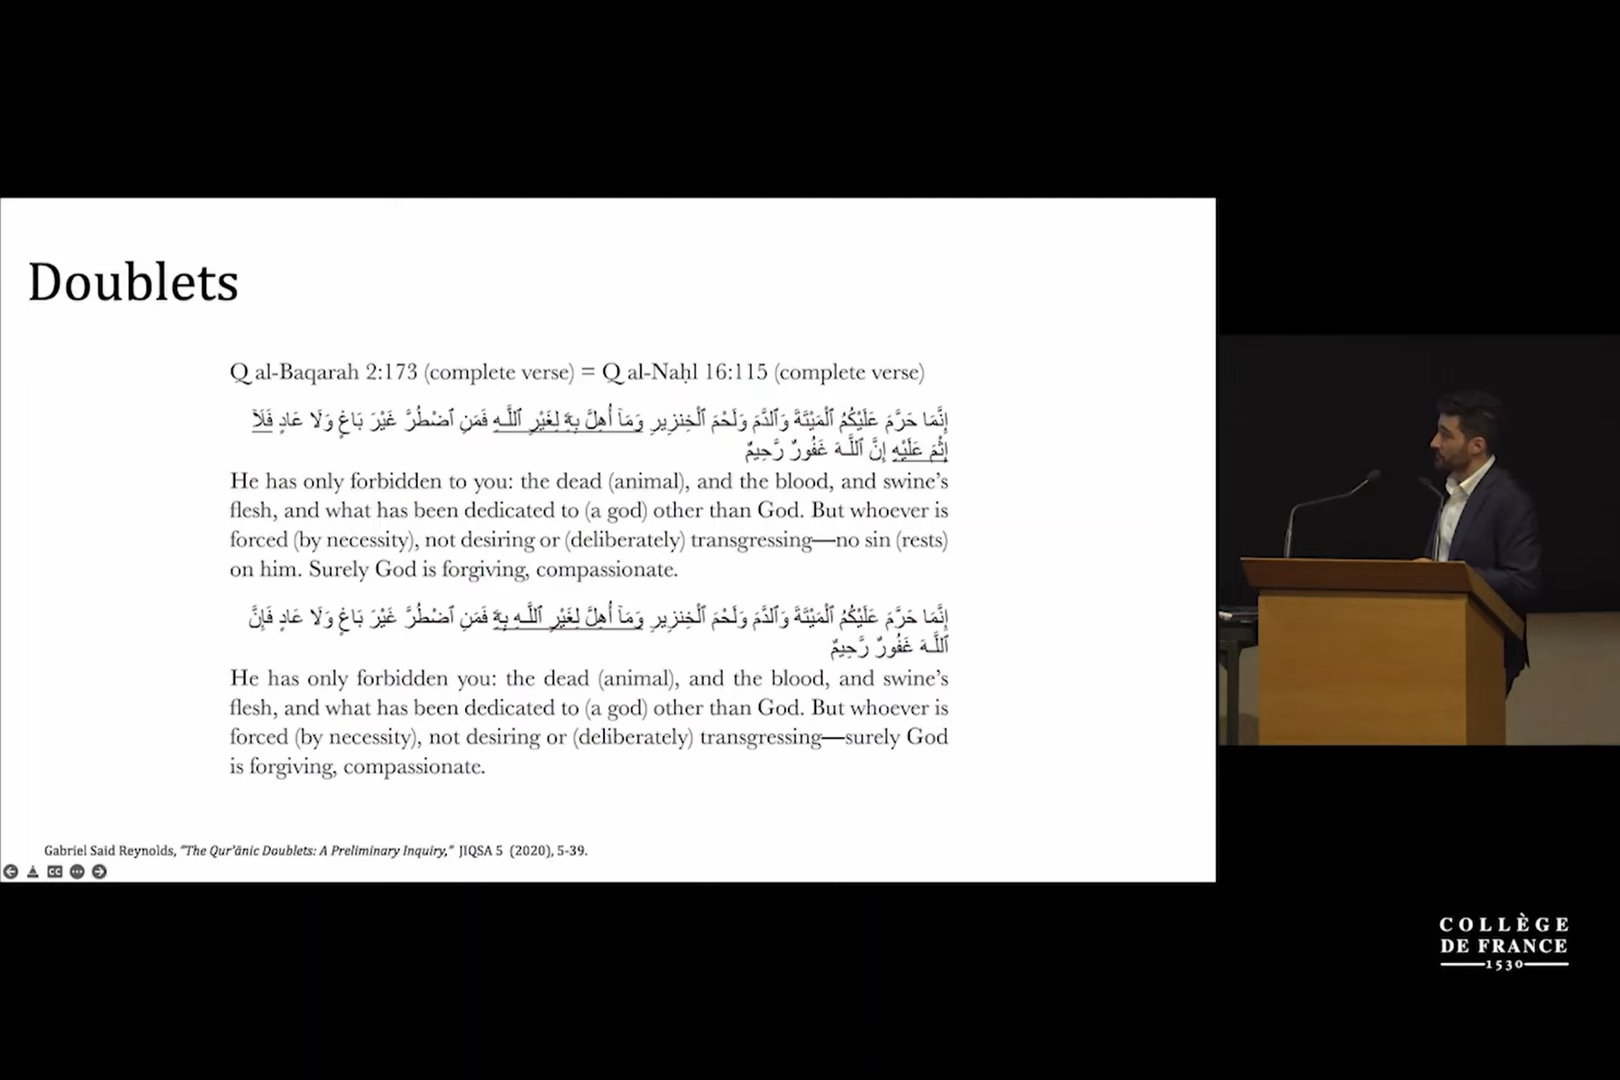 Doublets
Q al-Baqarah 2:173 (complete verse) = Q al-Naḥl 16:115 (complete verse)
إِنَّمَا حَرَّمَ عَلَيْكُمُ ٱلْمَيْتَةَ وَٱلدَّمَ وَلَحْمَ ٱلْخِنزِيرِ وَمَآ أُهِلَّ بِهِۦ لِغَيْرِ ٱللَّـهِ فَمَنِ ٱضْطُرَّ غَيْرَ بَاغٍ وَلَا عَادٍ فَلَآ
إِثْمَ عَلَيْهِ إِنَّ ٱللَّـهَ غَفُورٌ رَّحِيمٌ
He has only forbidden to you: the dead (animal), and the blood, and swine’s
flesh, and what has been dedicated to (a god) other than God. But whoever is
forced (by necessity), not desiring or (deliberately) transgressing—no sin (rests)
on him. Surely God is forgiving, compassionate.
إِنَّمَا حَرَّمَ عَلَيْكُمُ ٱلْمَيْتَةَ وَٱلدَّمَ وَلَحْمَ ٱلْخِنزِيرِ وَمَآ أُهِلَّ لِغَيْرِ ٱللَّـهِ بِهِۦ فَمَنِ ٱضْطُرَّ غَيْرَ بَاغٍ وَلَا عَادٍ فَإِنَّ
ٱللَّـهَ غَفُورٌ رَّحِيمٌ
He has only forbidden you: the dead (animal), and the blood, and swine’s
flesh, and what has been dedicated to (a god) other than God. But whoever is
forced (by necessity), not desiring or (deliberately) transgressing—surely God
is forgiving, compassionate.
Gabriel Said Reynolds, “The Qur’ānic Doublets: A Preliminary Inquiry,” JIQSA 5 (2020), 5-39.
CC
COLLÈGE
DE FRANCE
1530